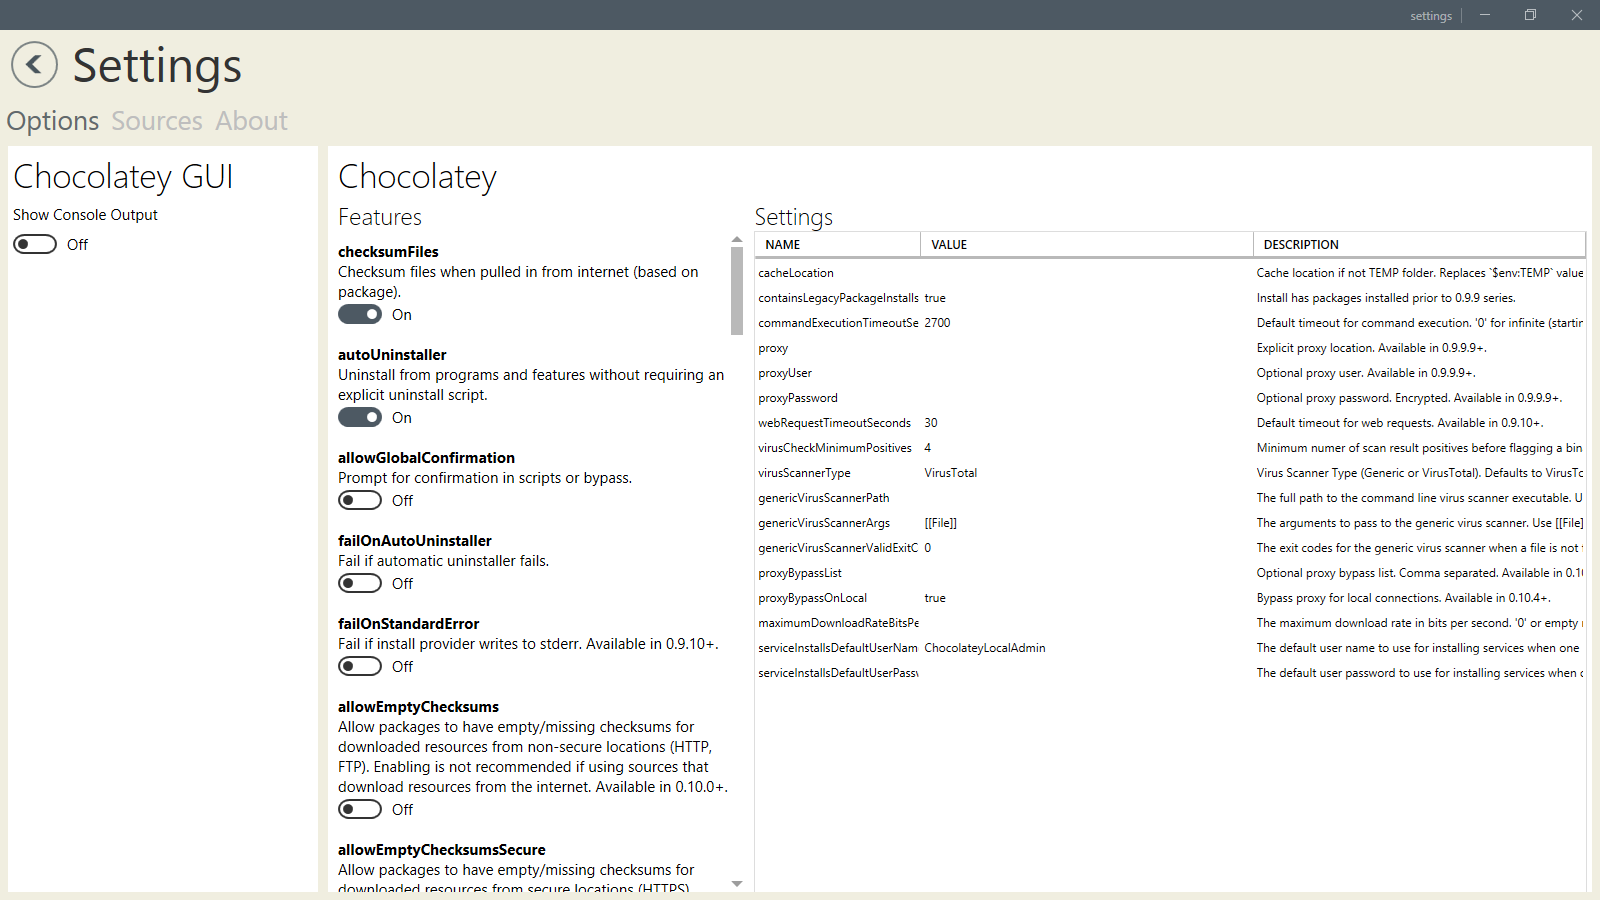 settings
Settings
Options Sources About
Chocolatey GUI
Show Console Output
Off
Chocolatey
Features
checksumFiles
Checksum files when pulled in from internet (based on
package).
On
autoUninstaller
Uninstall from programs and features without requiring an
explicit uninstall script.
On
allowGlobalConfirmation
Prompt for confirmation in scripts or bypass.
Off
failOnAutoUninstaller
Fail if automatic uninstaller fails.
Off
failOnStandardError
Fail if install provider writes to stderr. Available in 0.9.10+.
Off
allowEmptyChecksums
Allow packages to have empty/missing checksums for
downloaded resources from non-secure locations (HTTP,
FTP). Enabling is not recommended if using sources that
download resources from the internet. Available in 0.10.0+.
Off
allowEmptyChecksumsSecure
Allow packages to have empty/missing checksums for
downloaded resources from secure locations (HTTPS)
Settings
NAME VALUE DESCRIPTION
cacheLocation Cache location if not TEMP folder. Replaces `$env:TEMP` value
containsLegacyPackageInstalls true Install has packages installed prior to 0.9.9 series.
commandExecutionTimeoutSe 2700 Default timeout for command execution. '0' for infinite (startin
proxy Explicit proxy location. Available in 0.9.9.9+.
proxyUser Optional proxy user. Available in 0.9.9.9+.
proxyPassword Optional proxy password. Encrypted. Available in 0.9.9.9+.
webRequestTimeoutSeconds 30 Default timeout for web requests. Available in 0.9.10+.
virusCheckMinimumPositives 4 Minimum numer of scan result positives before flagging a bin
virusScannerType VirusTotal Virus Scanner Type (Generic or VirusTotal). Defaults to VirusTo
genericVirusScannerPath The full path to the command line virus scanner executable. U
genericVirusScannerArgs [[File]] The arguments to pass to the generic virus scanner. Use [[File]
genericVirusScannerValidExitC 0 The exit codes for the generic virus scanner when a file is not
proxyBypassList Optional proxy bypass list. Comma separated. Available in 0.10
proxyBypassOnLocal true Bypass proxy for local connections. Available in 0.10.4+.
maximumDownloadRateBitsPe The maximum download rate in bits per second. '0' or empty
serviceInstallsDefaultUserNam ChocolateyLocalAdmin The default user name to use for installing services when one
serviceInstallsDefaultUserPassw The default user password to use for installing services when